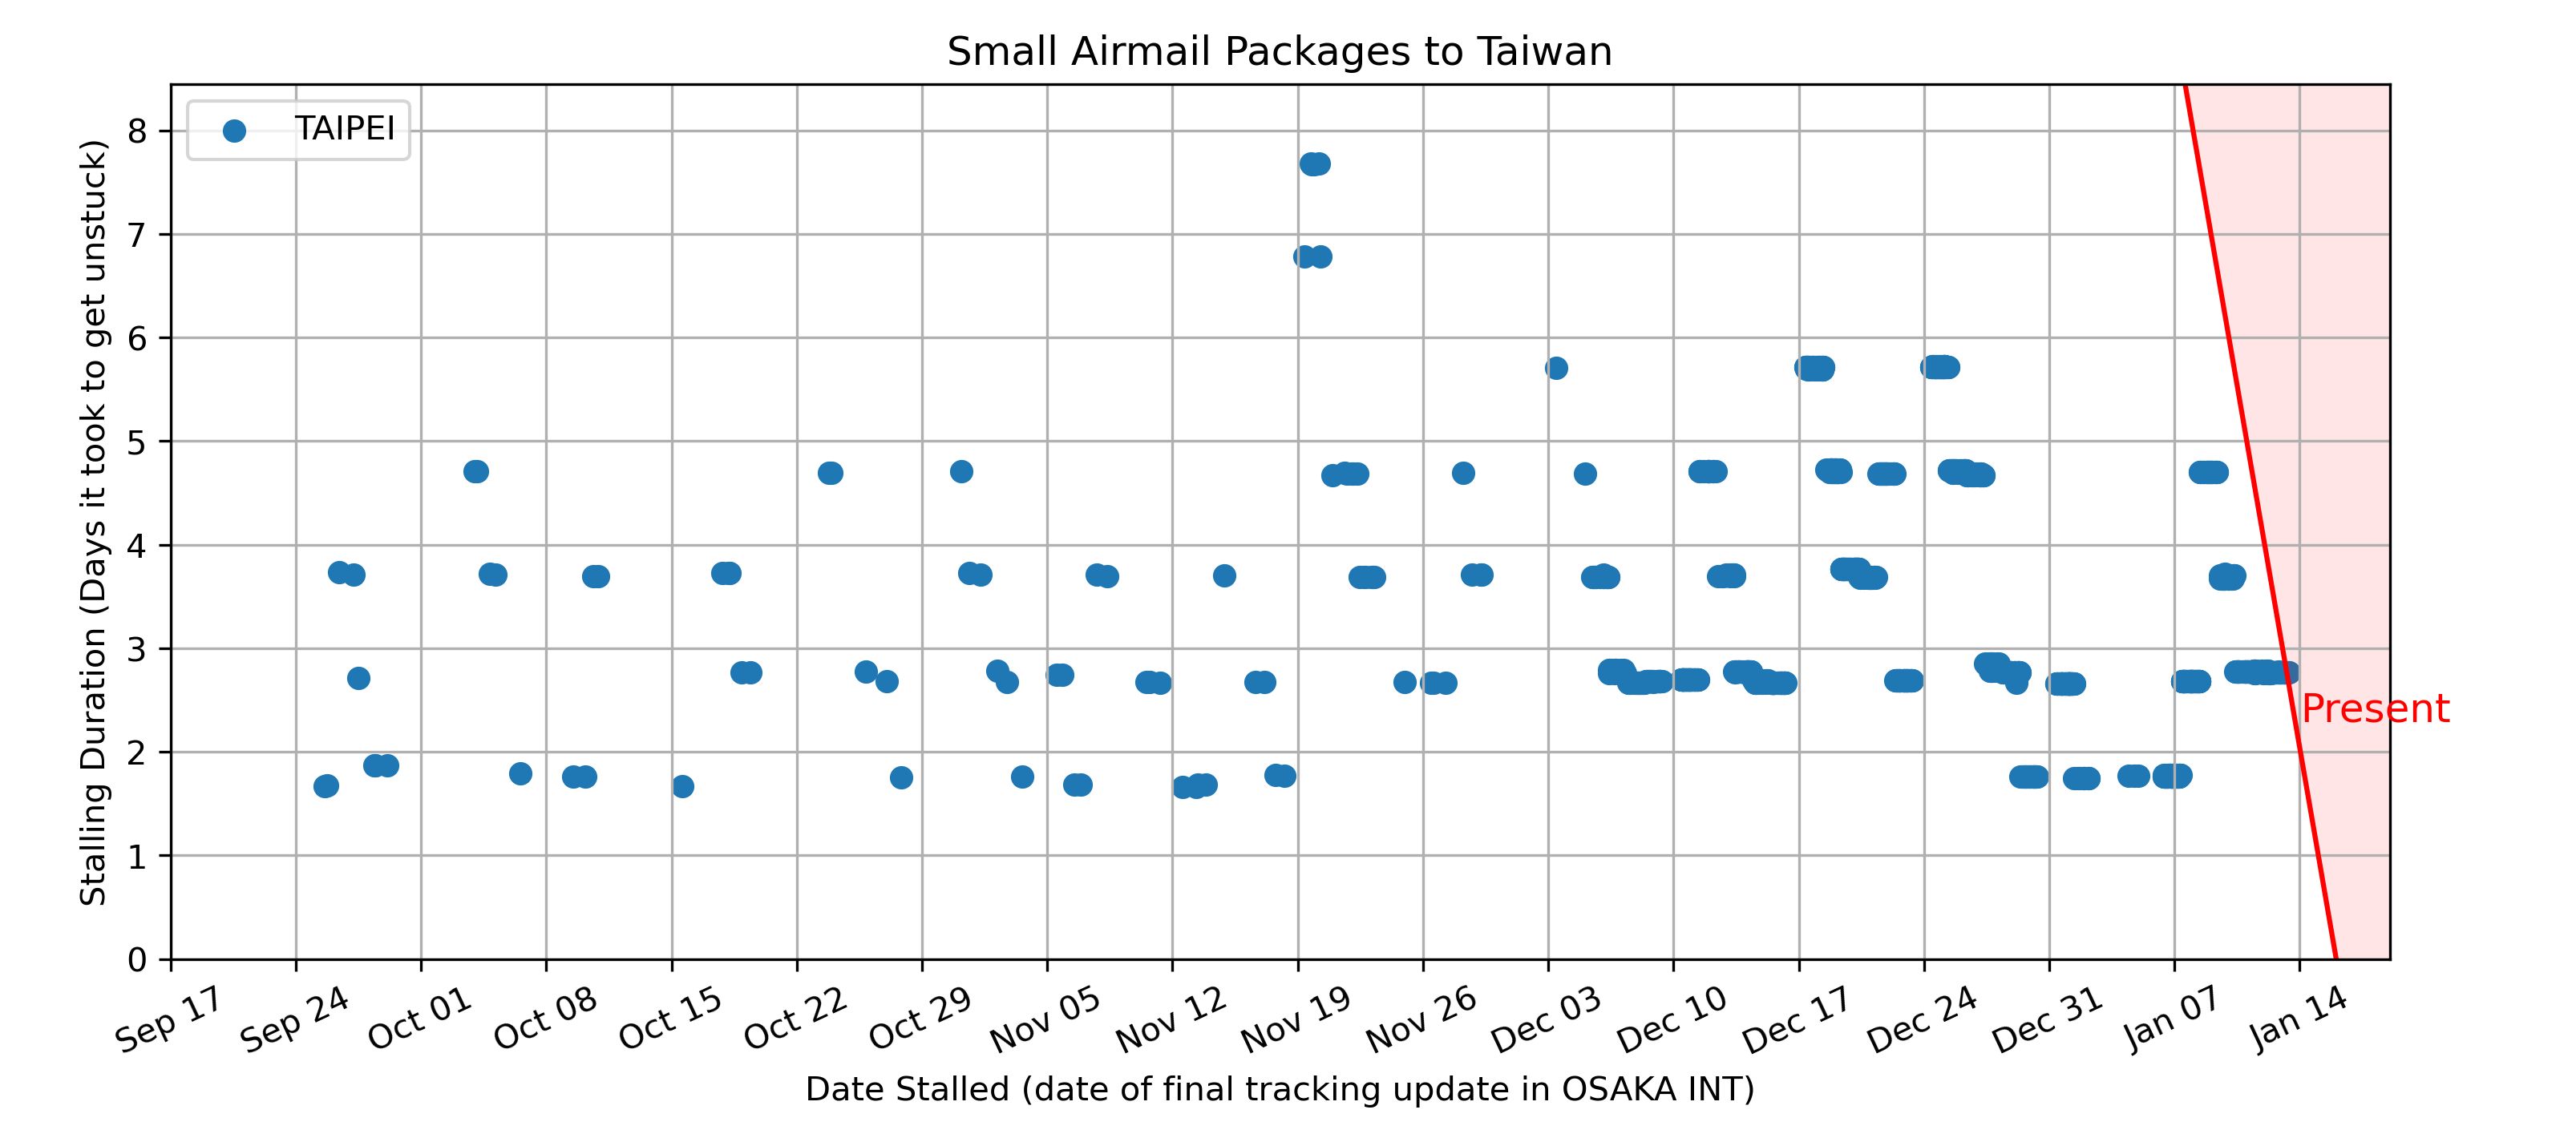 Small Airmail Packages to Taiwan
TAIPEI
Stalling Duration (Days it took to get unstuck)
8
7
6
5
4
3
2
1
0
Present
Sep 17
Sep 24
Oct 01
Oct 08
Oct 15
Oct 22
Oct 29
Nov 05
Nov 12
Nov 19
Nov 26
Dec 03
Dec 10
Dec 17
Dec 24
Dec 31
Jan 07
Jan 14
Date Stalled (date of final tracking update in OSAKA INT)